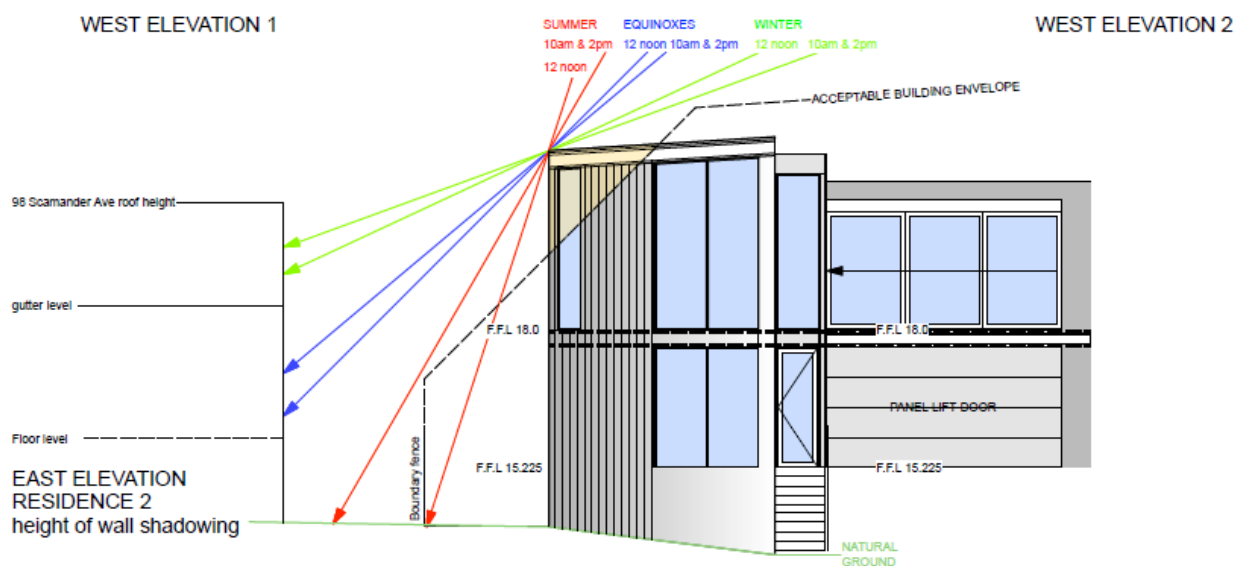 WEST ELEVATION 1
SUMMER
10am & 2pm
12 noon
EQUINOXES
12 noon 10am & 2pm
WINTER
12 noon 10am & 2pm
WEST ELEVATION 2
ACCEPTABLE BUILDING ENVELOPE
98 Scamander Ave roof height
gutter level
F.F.L 18.0
F.F.L 18.0
PANEL LIFT DOOR
Floor level
Boundary fence
F.F.L 15.225
F.F.L 15.225
EAST ELEVATION
RESIDENCE 2
height of wall shadowing
NATURAL
GROUND